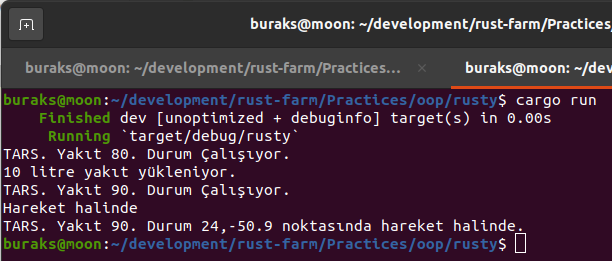 buraks@moon: ~/development/rust-farm/Practices,
buraks@moon: ~/development/rust-farm/Practices... × buraks@moon: ~/dev
buraks@moon:~/development/rust-farm/Practices/oop/rusty$ cargo run
Finished dev [unoptimized + debuginfo] target(s) in 0.00s
Running `target/debug/rusty`
TARS. Yakıt 80. Durum Çalışıyor.
10 litre yakıt yükleniyor.
TARS. Yakıt 90. Durum Çalışıyor.
Hareket halinde
TARS. Yakıt 90. Durum 24,-50.9 noktasında hareket halinde.
buraks@moon:~/development/rust-farm/Practices/oop/rusty$